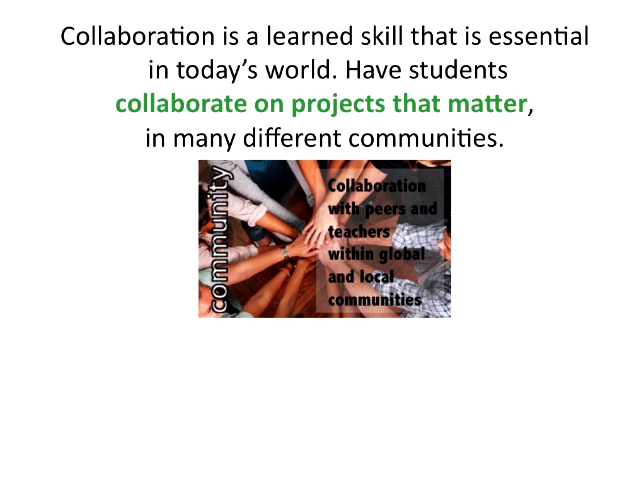 Collaboration is a learned skill that is essential
in today’s world. Have students
collaborate on projects that matter,
in many different communities.
community
Collaboration
with peers and
teachers
within global
and local
communities